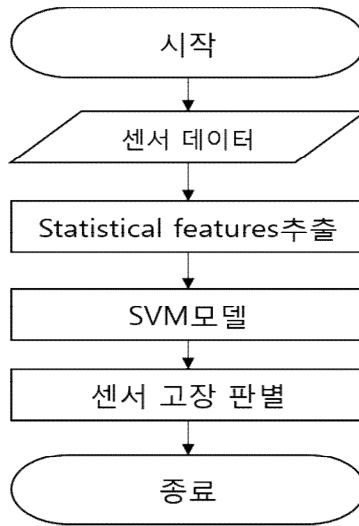 시작
센서 데이터
Statistical features추출
SVM모델
센서 고장 판별
종료